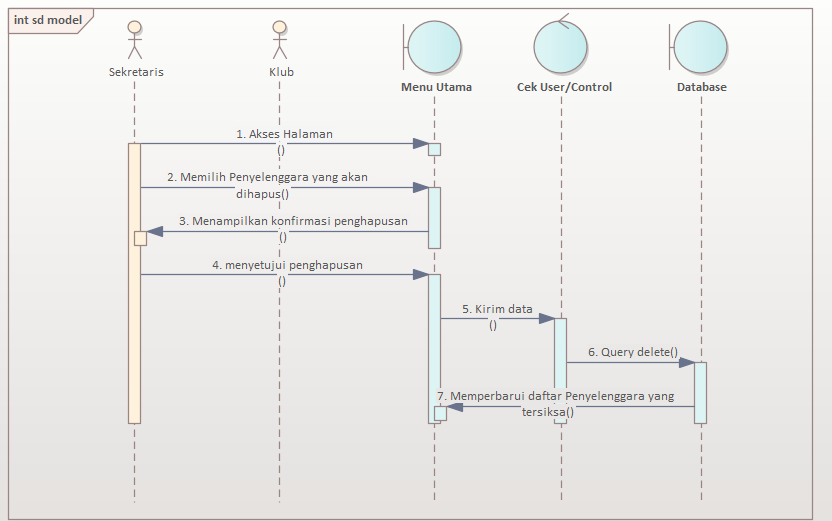 int sd model
Sekretaris
Klub
Menu Utama
Cek User/Control
Database
1. Akses Halaman
()
2. Memilih Penyelenggara yang akan
dihapus()
3. Menampilkan konfirmasi penghapusan
()
4. menyetujui penghapusan
()
5. Kirim data
()
6. Query delete()
7. Memperbarui daftar Penyelenggara yang
tersiksa()